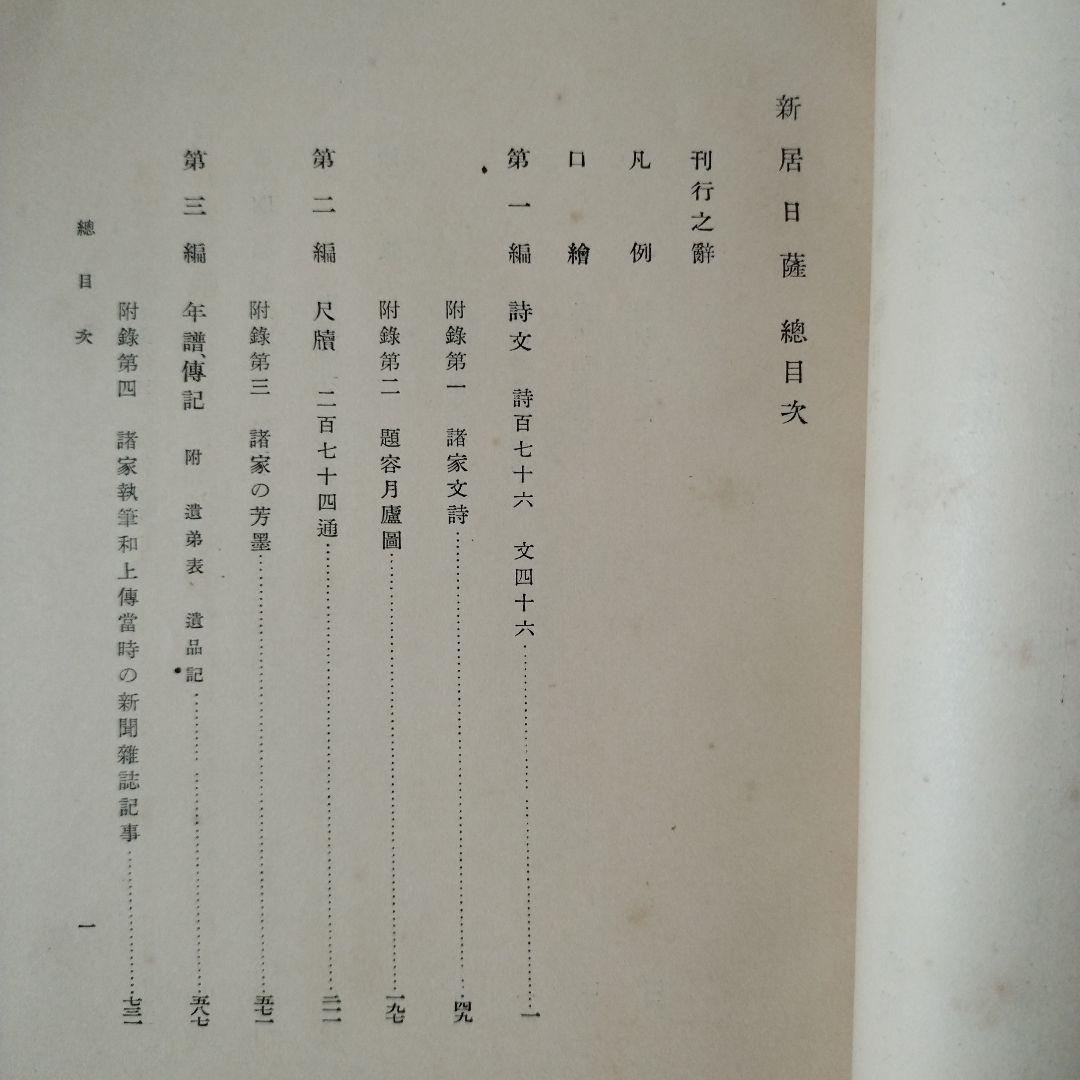 新居日薩 總目次
刊行之辭
凡例
口繪
第一編 詩文 詩百七十六 文四十六……一
附錄第一 諸家文詩……四九
附錄第二 題容月廬圖……一九七
第二編 尺牘 二百七十四通……二一一
附錄第三 諸家の芳墨……五七一
第三編 年譜、傳記 附 遺弟表 遺品記……五八七
附錄第四 諸家執筆和上傳當時の新聞雜誌記事……七三一
總目次 一